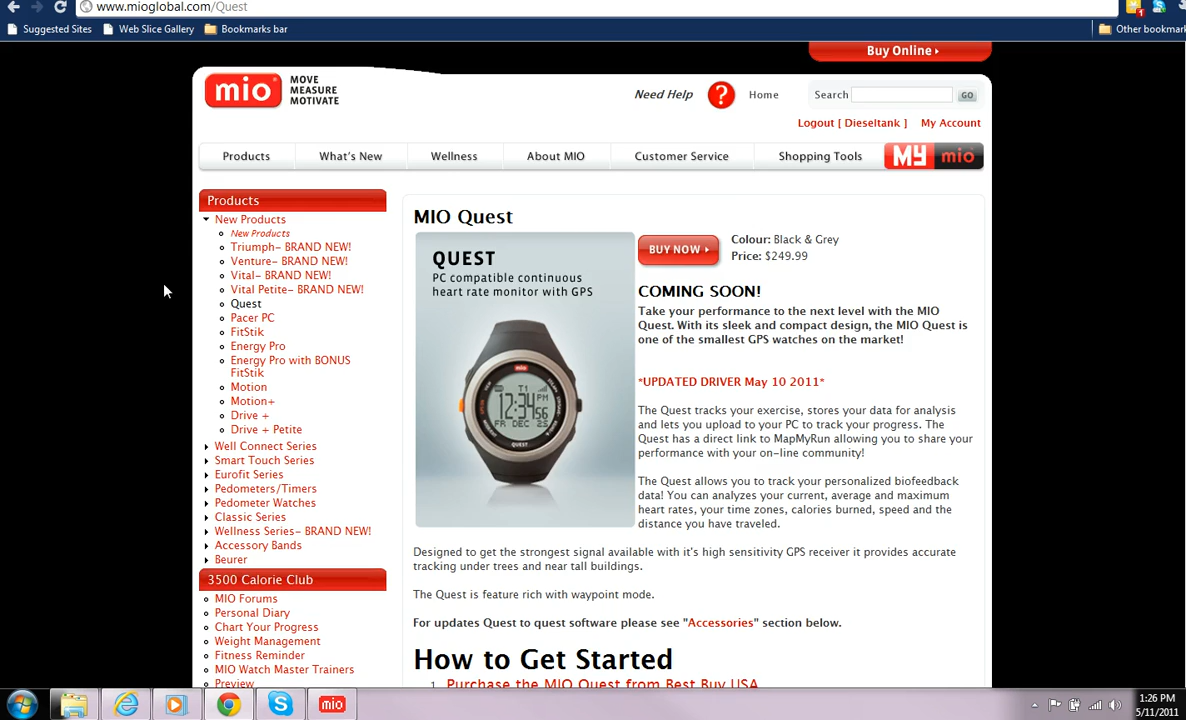 www.mioglobal.com/Quest
Suggested Sites
Web Slice Gallery
Bookmarks bar
Other bookmark
Buy Online
mio
MOVE
MEASURE
MOTIVATE
Need Help
?
Home
Search
GO
Logout [ Dieseltank ]
My Account
Products
What's New
Wellness
About MIO
Customer Service
Shopping Tools
MY mio
Products
New Products
New Products
Triumph- BRAND NEW!
Venture- BRAND NEW!
Vital- BRAND NEW!
Vital Petite- BRAND NEW!
Quest
Pacer PC
FitStik
Energy Pro
Energy Pro with BONUS
FitStik
Motion
Motion+
Drive +
Drive + Petite
Well Connect Series
Smart Touch Series
Eurofit Series
Pedometers/Timers
Pedometer Watches
Classic Series
Wellness Series- BRAND NEW!
Accessory Bands
Beurer
3500 Calorie Club
MIO Forums
Personal Diary
Chart Your Progress
Weight Management
Fitness Reminder
MIO Watch Master Trainers
Preview
MIO Quest
QUEST
PC compatible continuous
heart rate monitor with GPS
mio
T1
12:34 PM 56
FR DEC 25
QUEST
BUY NOW
Colour: Black & Grey
Price: $249.99
COMING SOON!
Take your performance to the next level with the MIO
Quest. With its sleek and compact design, the MIO Quest is
one of the smallest GPS watches on the market!
*UPDATED DRIVER May 10 2011*
The Quest tracks your exercise, stores your data for analysis
and lets you upload to your PC to track your progress. The
Quest has a direct link to MapMyRun allowing you to share your
performance with your on-line community!
The Quest allows you to track your personalized biofeedback
data! You can analyzes your current, average and maximum
heart rates, your time zones, calories burned, speed and the
distance you have traveled.
Designed to get the strongest signal available with it's high sensitivity GPS receiver it provides accurate
tracking under trees and near tall buildings.
The Quest is feature rich with waypoint mode.
For updates Quest to quest software please see "Accessories" section below.
How to Get Started
1. Purchase the MIO Quest from Best Buy USA
mio
1:26 PM
5/11/2011